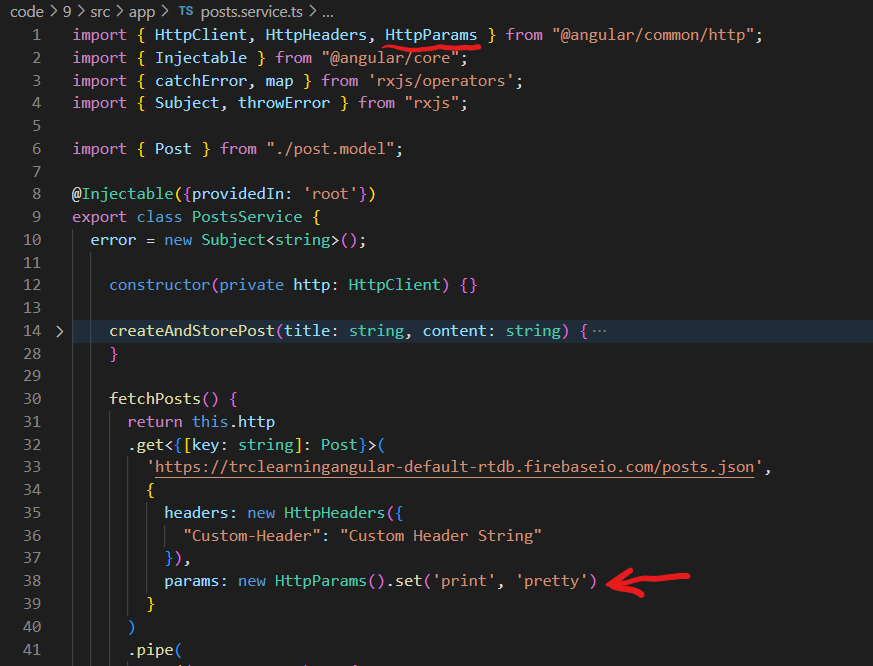 code > 9 > src > app > TS posts.service.ts > ...
1 import { HttpClient, HttpHeaders, HttpParams } from "@angular/common/http";
2 import { Injectable } from "@angular/core";
3 import { catchError, map } from 'rxjs/operators';
4 import { Subject, throwError } from "rxjs";
5
6 import { Post } from "./post.model";
7
8 @Injectable({providedIn: 'root'})
9 export class PostsService {
10 error = new Subject<string>();
11
12 constructor(private http: HttpClient) {}
13
14 > createAndStorePost(title: string, content: string) { ···
28 }
29
30 fetchPosts() {
31 return this.http
32 .get<{[key: string]: Post}>(
33 'https://trclearningangular-default-rtdb.firebaseio.com/posts.json',
34 {
35 headers: new HttpHeaders({
36 "Custom-Header": "Custom Header String"
37 }),
38 params: new HttpParams().set('print', 'pretty')
39 }
40 )
41 .pipe(